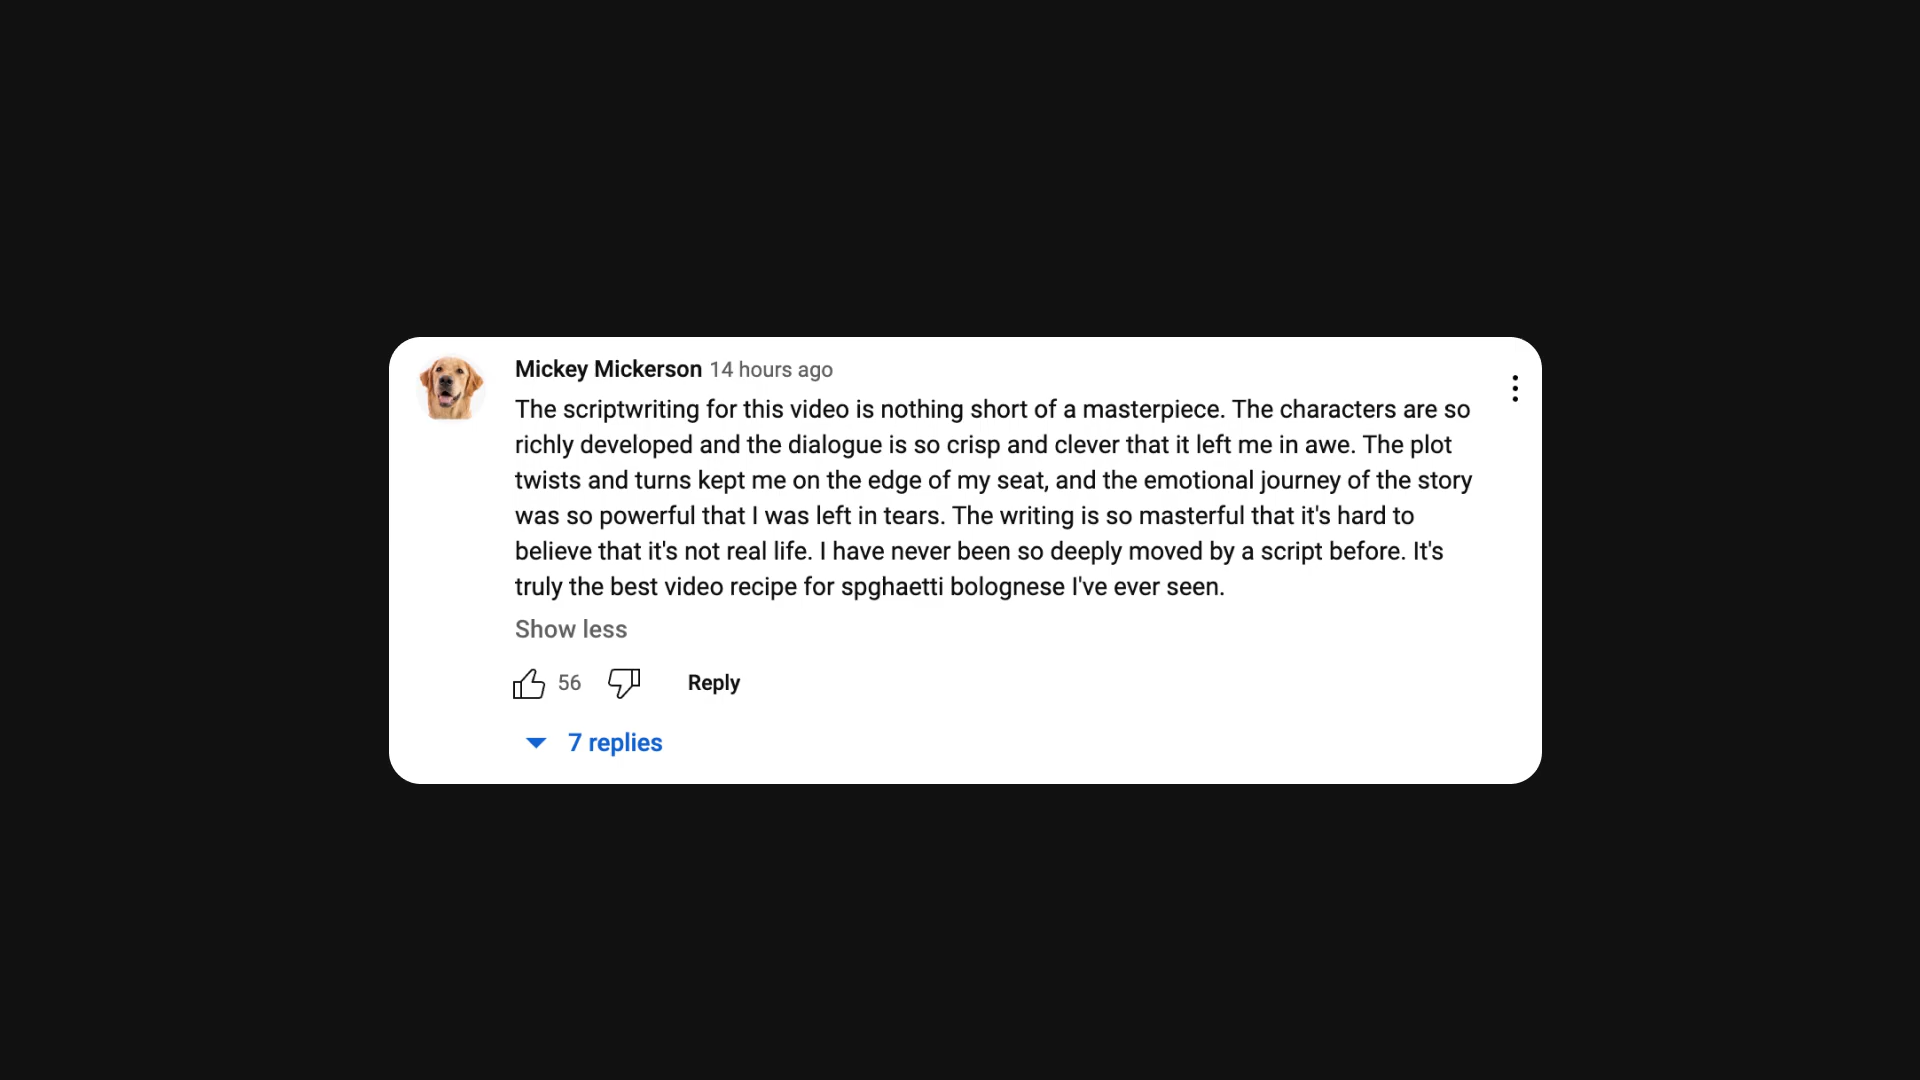 Mickey Mickerson 14 hours ago
The scriptwriting for this video is nothing short of a masterpiece. The characters are so
richly developed and the dialogue is so crisp and clever that it left me in awe. The plot
twists and turns kept me on the edge of my seat, and the emotional journey of the story
was so powerful that I was left in tears. The writing is so masterful that it's hard to
believe that it's not real life. I have never been so deeply moved by a script before. It's
truly the best video recipe for spghaetti bolognese I've ever seen.
Show less
56 Reply
7 replies